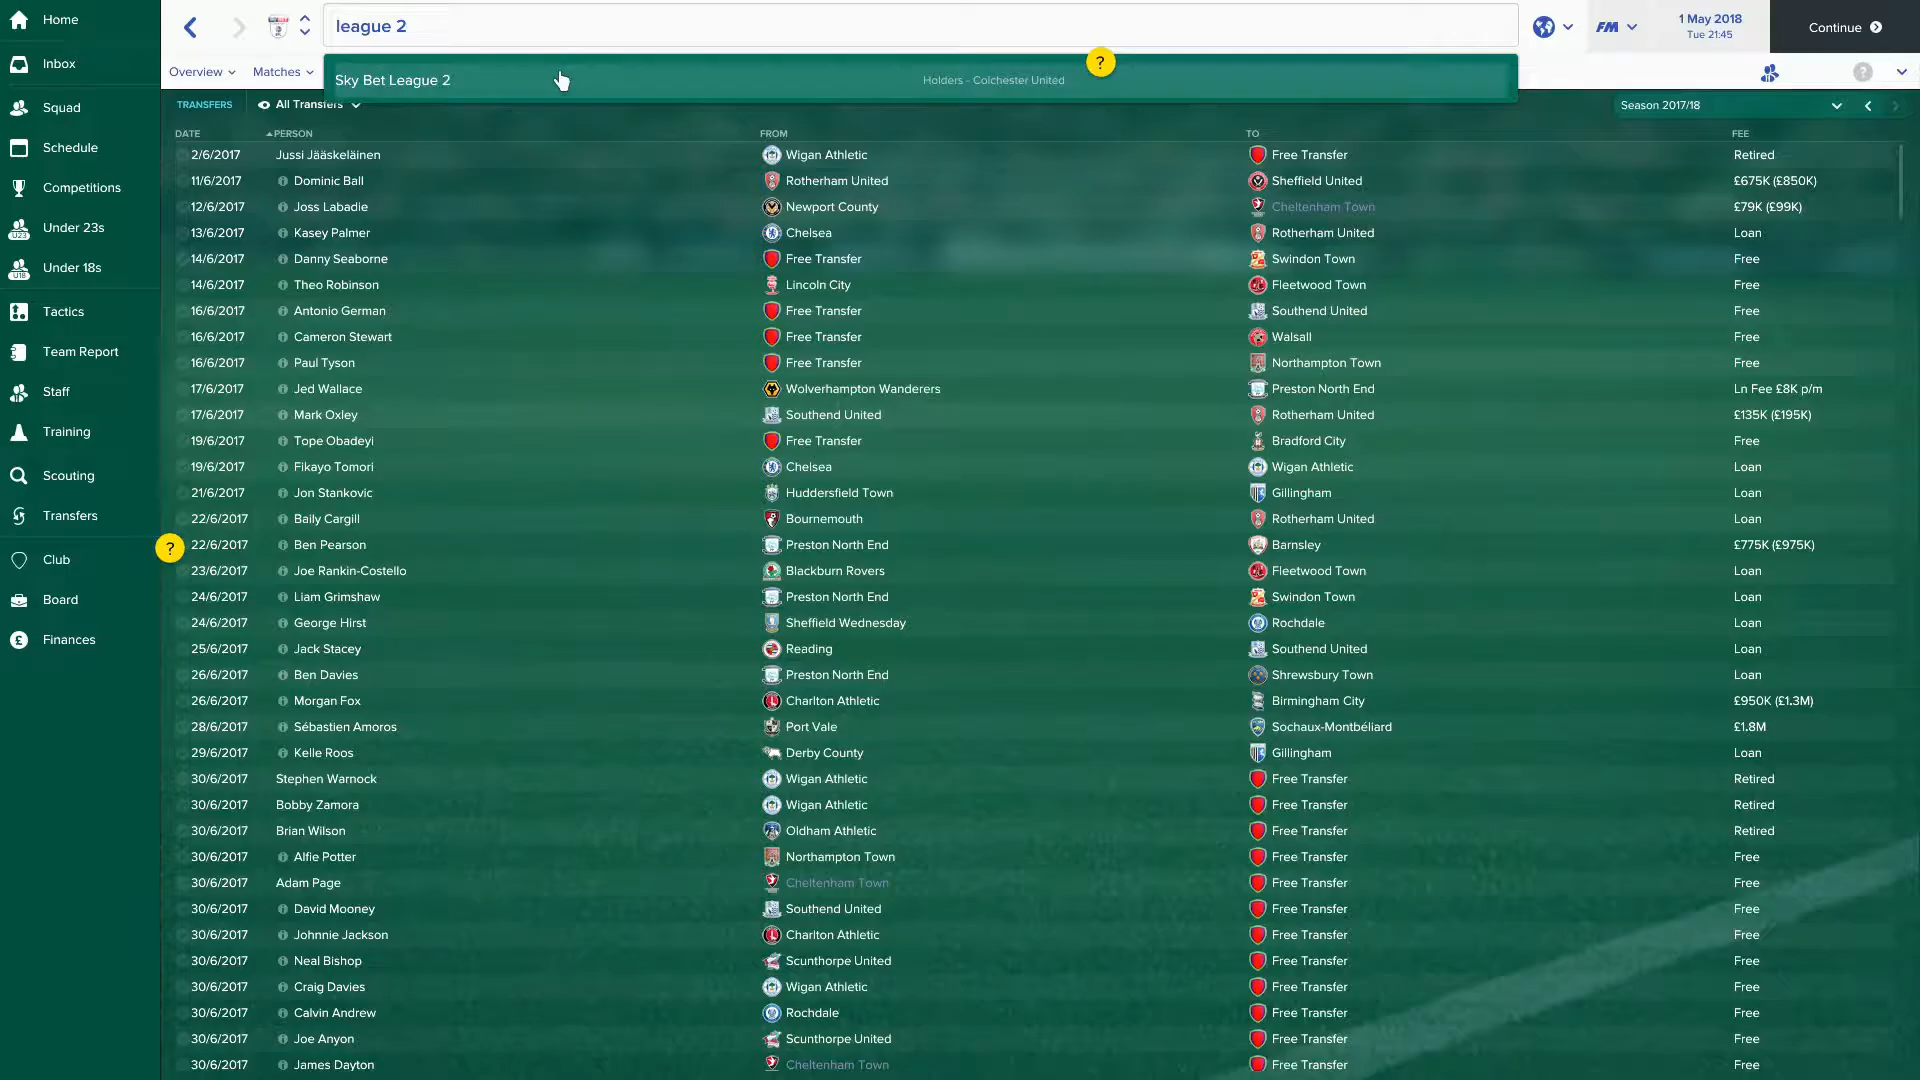 Home
Inbox
Squad
Schedule
Competitions
Under 23s
Under 18s
Tactics
Team Report
Staff
Training
Scouting
Transfers
Club
Board
Finances
league 2
FM
1 May 2018
Tue 21:45
Continue
Overview
Matches
Sky Bet League 2 Holders - Colchester United
?
?
TRANSFERS All Transfers Season 2017/18
DATE PERSON FROM TO FEE
2/6/2017 Jussi Jääskeläinen Wigan Athletic Free Transfer Retired
11/6/2017 Dominic Ball Rotherham United Sheffield United £675K (£850K)
12/6/2017 Joss Labadie Newport County Cheltenham Town £79K (£99K)
13/6/2017 Kasey Palmer Chelsea Rotherham United Loan
14/6/2017 Danny Seaborne Free Transfer Swindon Town Free
14/6/2017 Theo Robinson Lincoln City Fleetwood Town Free
16/6/2017 Antonio German Free Transfer Southend United Free
16/6/2017 Cameron Stewart Free Transfer Walsall Free
16/6/2017 Paul Tyson Free Transfer Northampton Town Free
17/6/2017 Jed Wallace Wolverhampton Wanderers Preston North End Ln Fee £8K p/m
17/6/2017 Mark Oxley Southend United Rotherham United £135K (£195K)
19/6/2017 Tope Obadeyi Free Transfer Bradford City Free
19/6/2017 Fikayo Tomori Chelsea Wigan Athletic Loan
21/6/2017 Jon Stankovic Huddersfield Town Gillingham Loan
22/6/2017 Baily Cargill Bournemouth Rotherham United Loan
? 22/6/2017 Ben Pearson Preston North End Barnsley £775K (£975K)
23/6/2017 Joe Rankin-Costello Blackburn Rovers Fleetwood Town Loan
24/6/2017 Liam Grimshaw Preston North End Swindon Town Loan
24/6/2017 George Hirst Sheffield Wednesday Rochdale Loan
25/6/2017 Jack Stacey Reading Southend United Loan
26/6/2017 Ben Davies Preston North End Shrewsbury Town Loan
26/6/2017 Morgan Fox Charlton Athletic Birmingham City £950K (£1.3M)
28/6/2017 Sébastien Amoros Port Vale Sochaux-Montbéliard £1.8M
29/6/2017 Kelle Roos Derby County Gillingham Loan
30/6/2017 Stephen Warnock Wigan Athletic Free Transfer Retired
30/6/2017 Bobby Zamora Wigan Athletic Free Transfer Retired
30/6/2017 Brian Wilson Oldham Athletic Free Transfer Retired
30/6/2017 Alfie Potter Northampton Town Free Transfer Free
30/6/2017 Adam Page Cheltenham Town Free Transfer Free
30/6/2017 David Mooney Southend United Free Transfer Free
30/6/2017 Johnnie Jackson Charlton Athletic Free Transfer Free
30/6/2017 Neal Bishop Scunthorpe United Free Transfer Free
30/6/2017 Craig Davies Wigan Athletic Free Transfer Free
30/6/2017 Calvin Andrew Rochdale Free Transfer Free
30/6/2017 Joe Anyon Scunthorpe United Free Transfer Free
30/6/2017 James Dayton Cheltenham Town Free Transfer Free